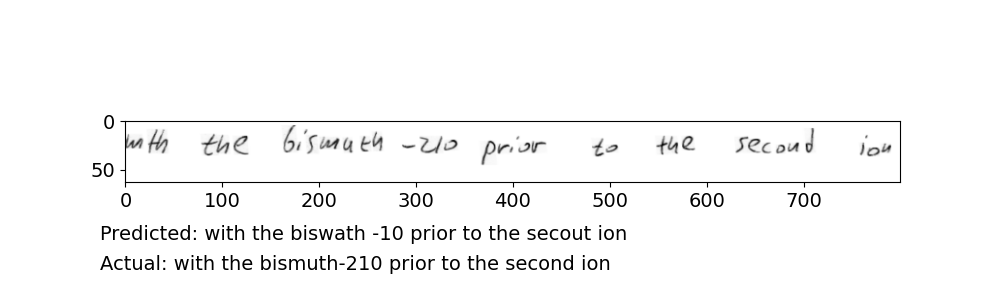 0
50
with the bismuth -210 prior to the second ion
0 100 200 300 400 500 600 700
Predicted: with the biswath -10 prior to the secout ion
Actual: with the bismuth-210 prior to the second ion